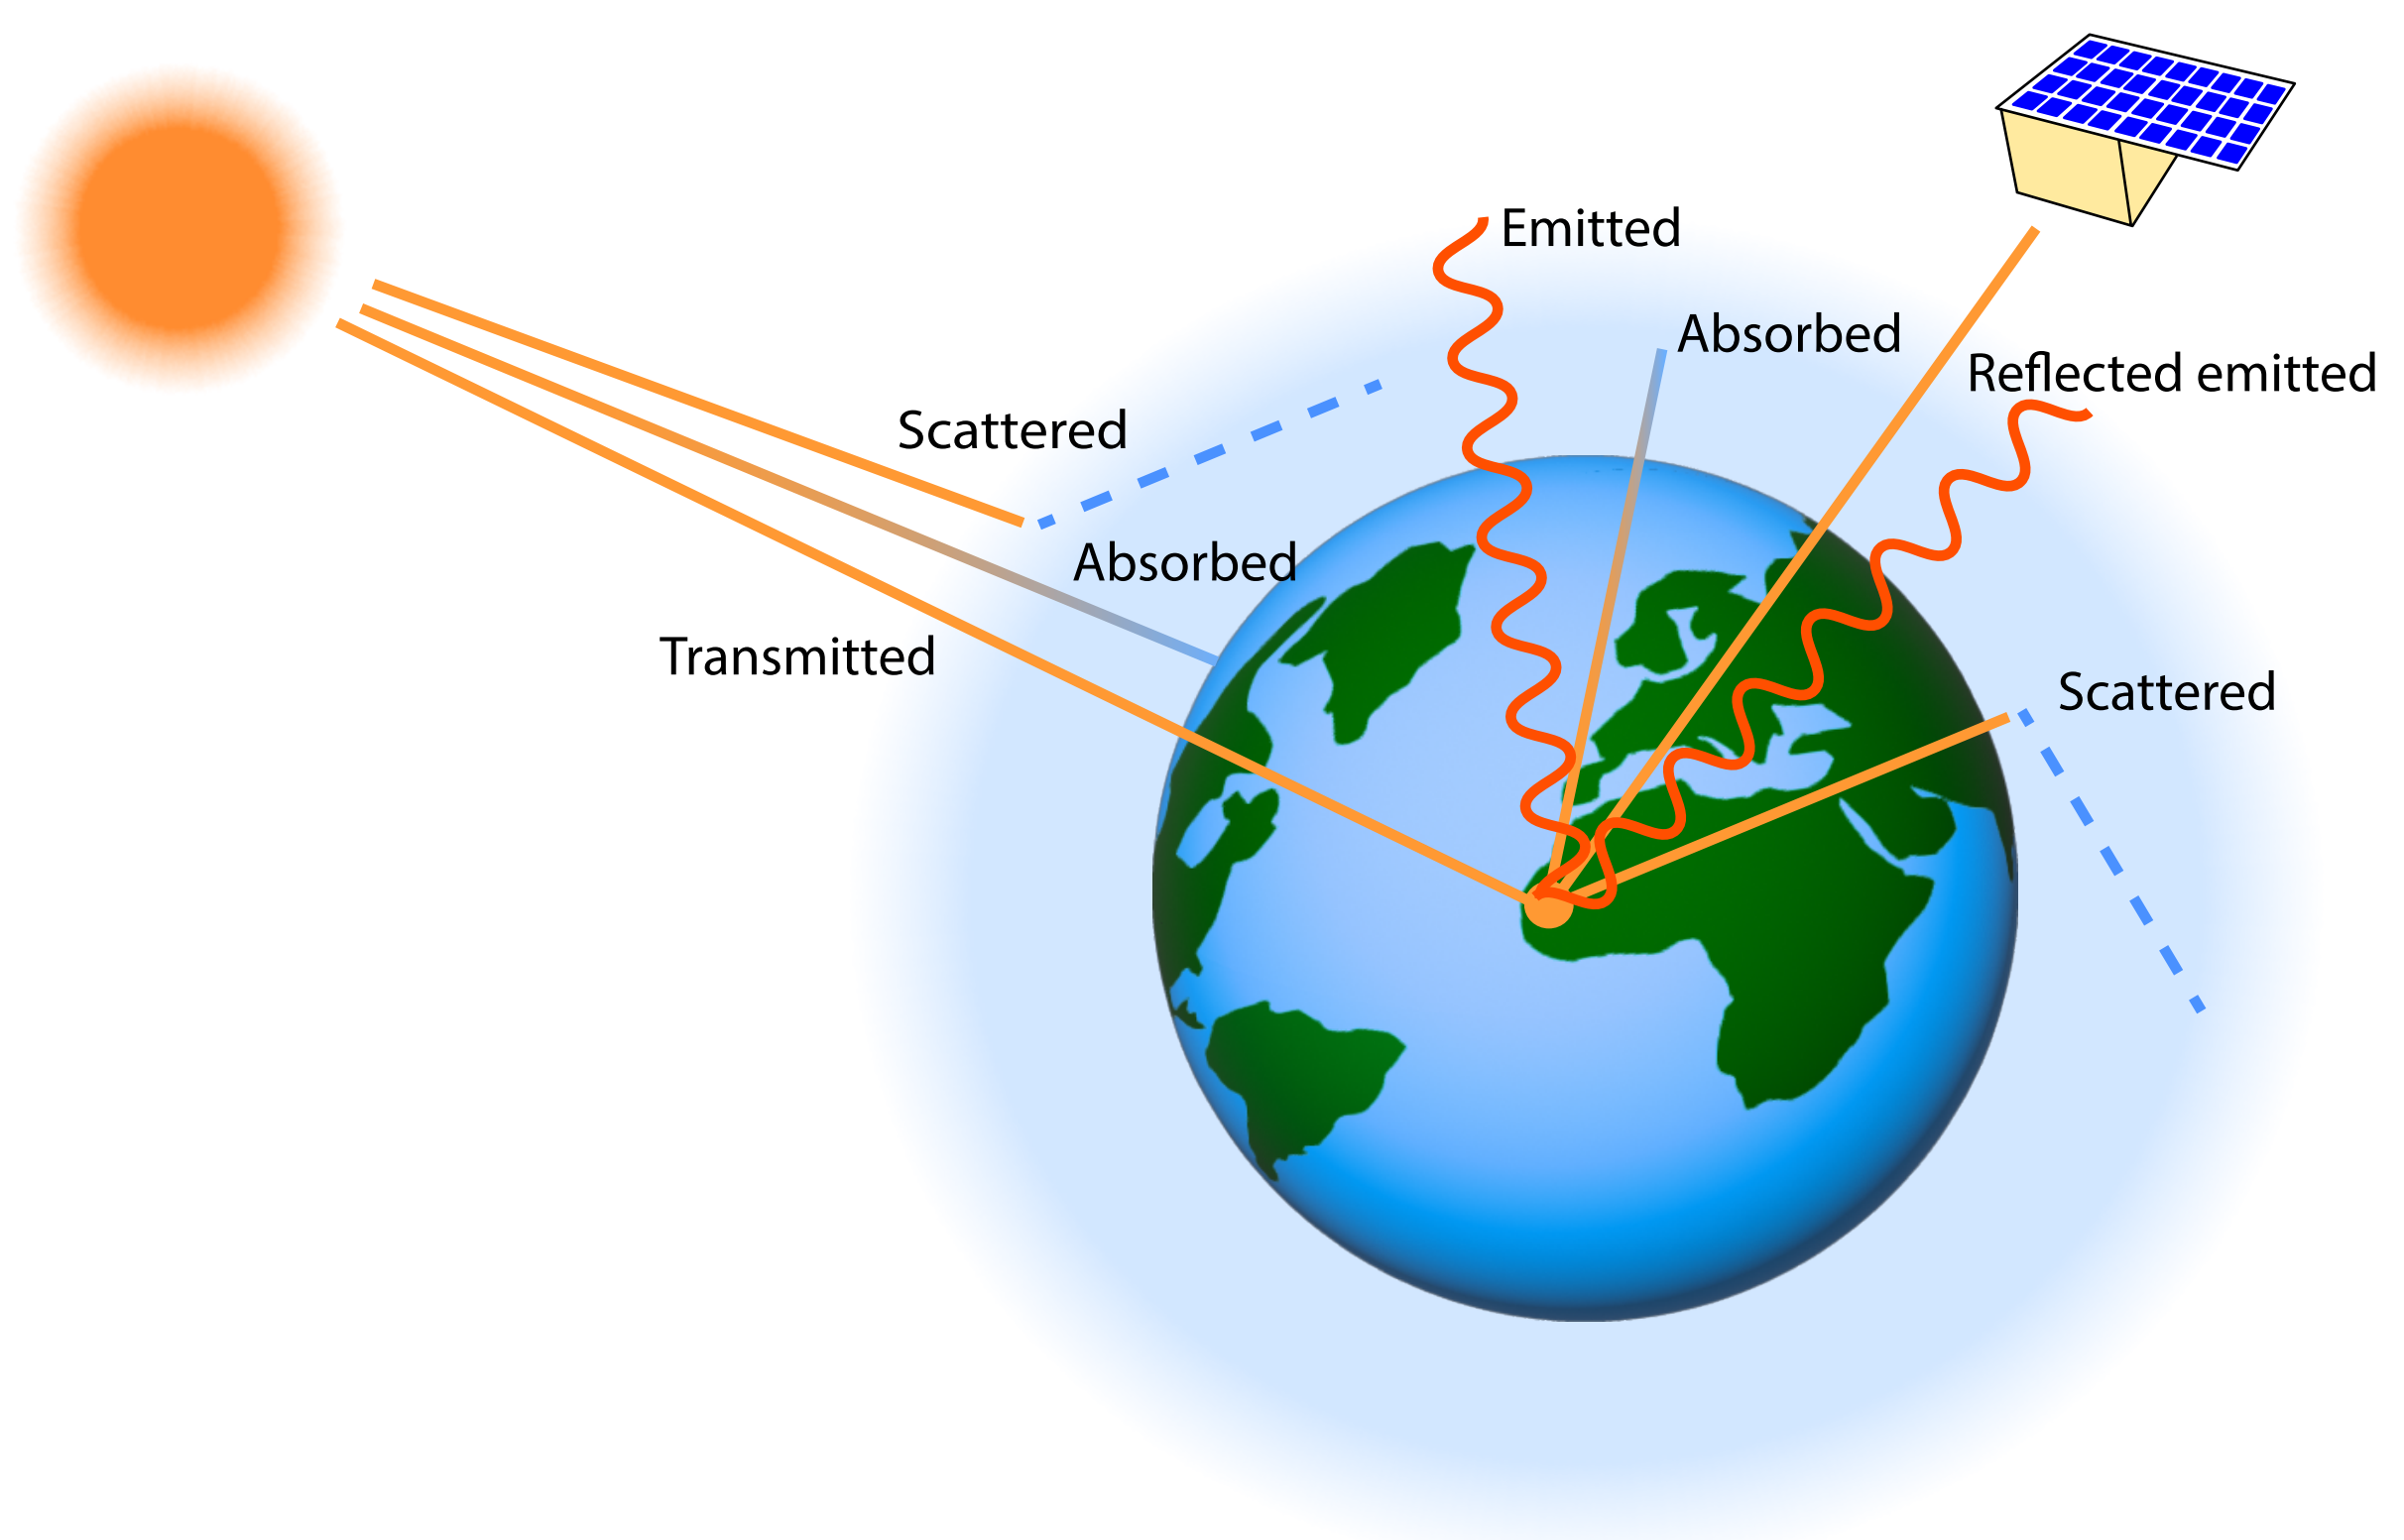 Emitted
Absorbed
Reflected emitted
Scattered
Absorbed
Transmitted
Scattered